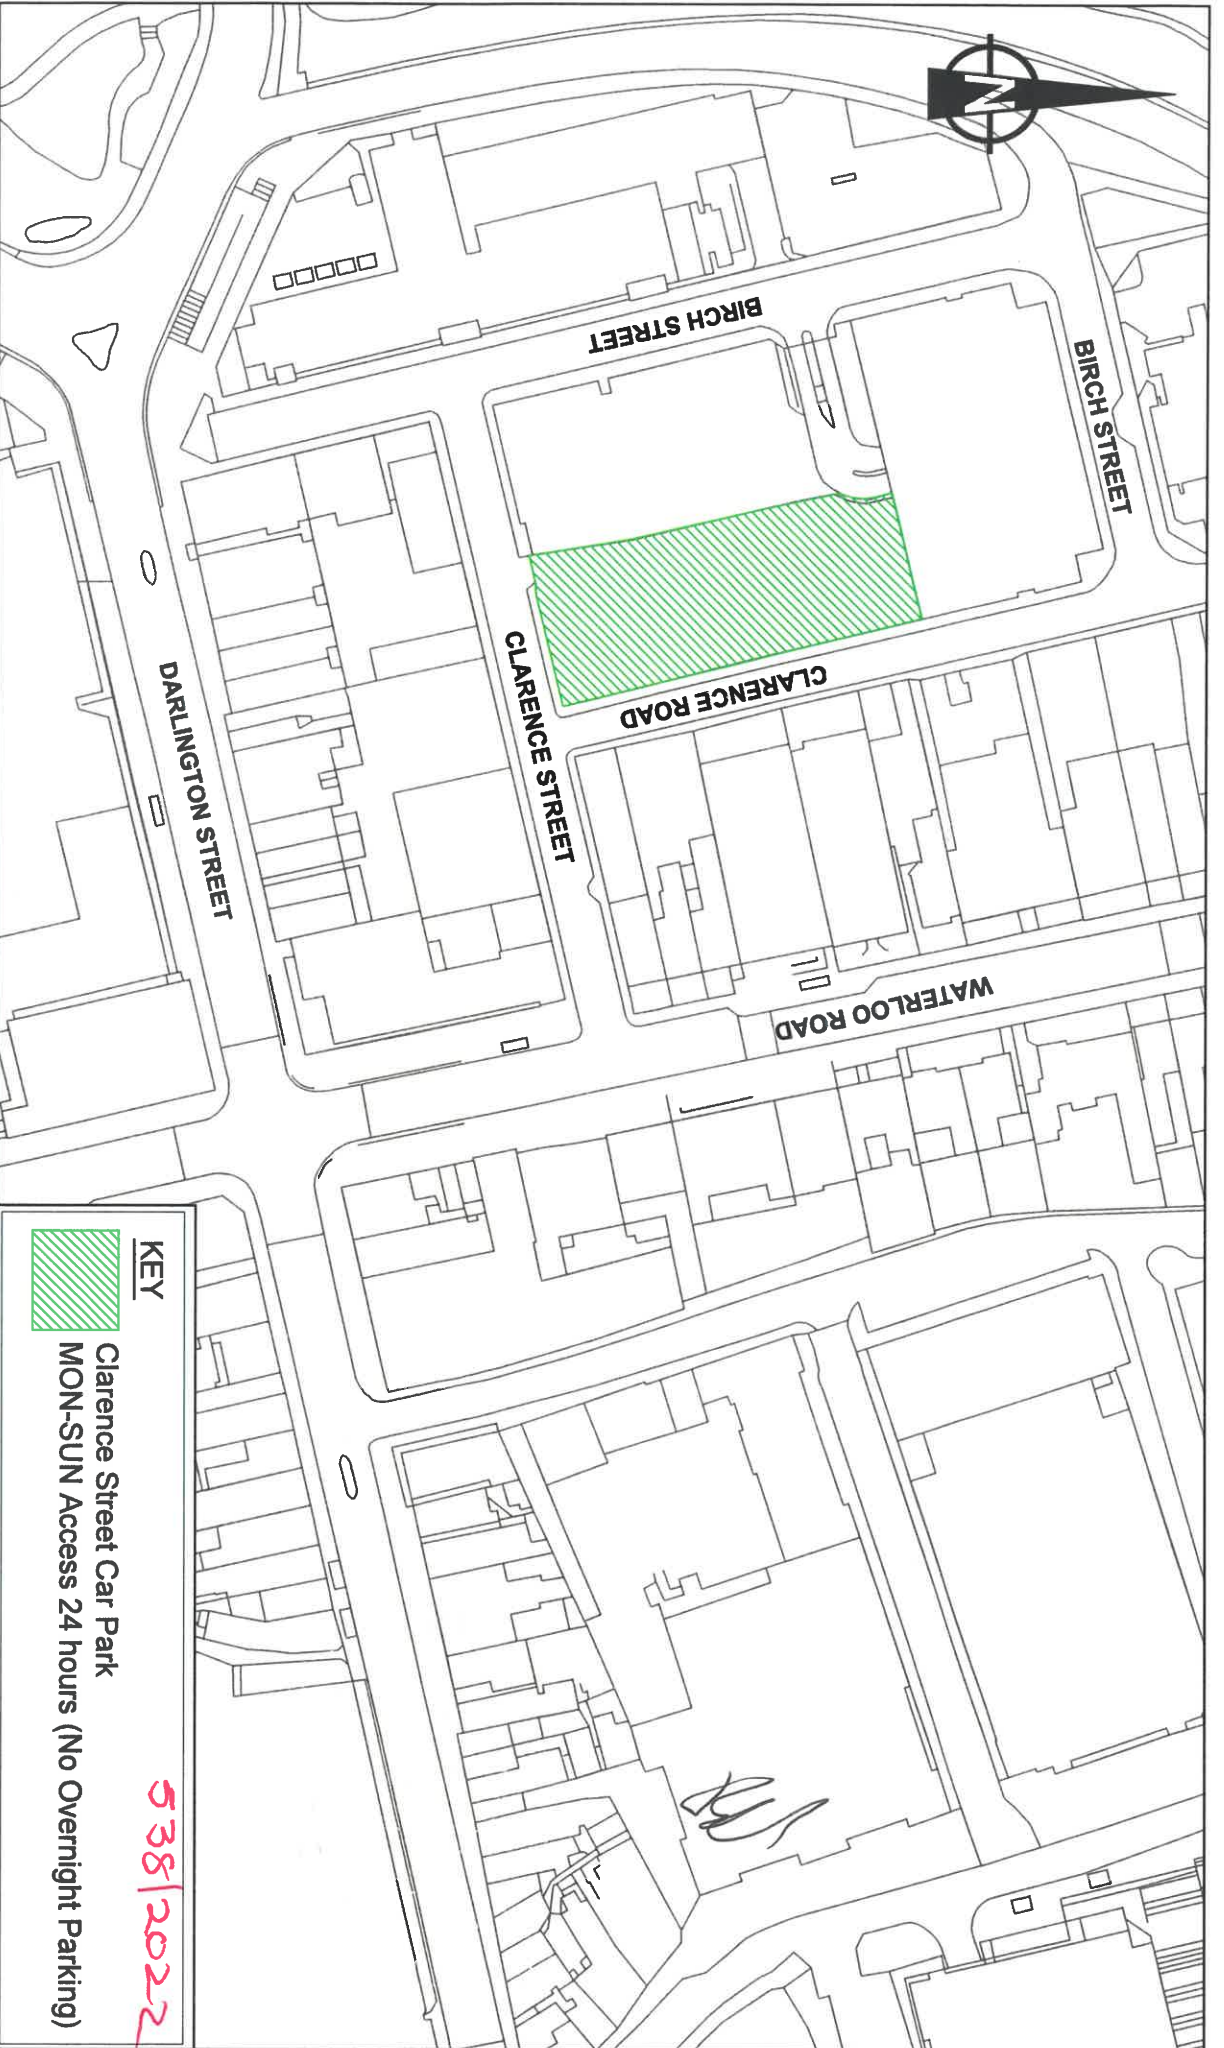 N
BIRCH STREET
BIRCH STREET
CLARENCE ROAD
CLARENCE STREET
WATERLOO ROAD
DARLINGTON STREET
KEY
Clarence Street Car Park
MON-SUN Access 24 hours (No Overnight Parking)
538/2022